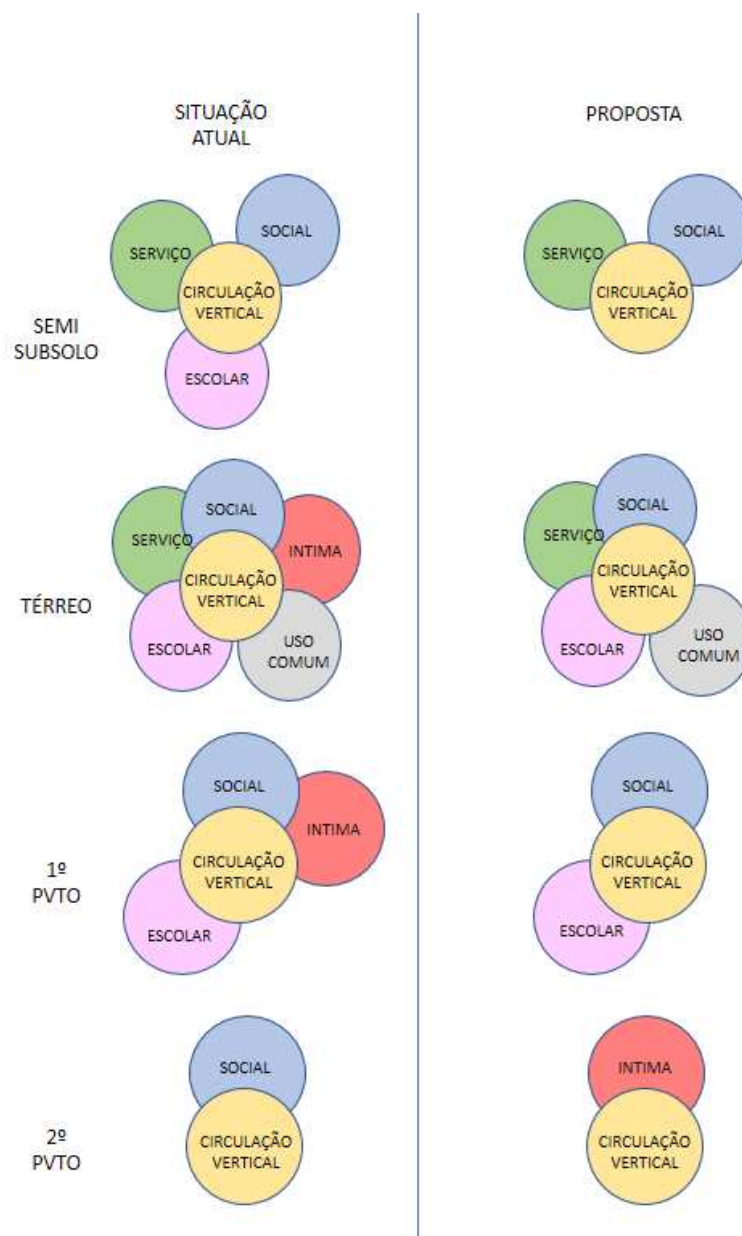 SITUAÇÃO
ATUAL
PROPOSTA
SEMI
SUBSOLO
SERVIÇO
SOCIAL
CIRCULAÇÃO
VERTICAL
ESCOLAR
SERVIÇO
SOCIAL
CIRCULAÇÃO
VERTICAL
TÉRREO
SOCIAL
SERVIÇO
INTIMA
CIRCULAÇÃO
VERTICAL
ESCOLAR
USO
COMUM
SOCIAL
SERVIÇO
CIRCULAÇÃO
VERTICAL
ESCOLAR
USO
COMUM
1º
PVTO
SOCIAL
INTIMA
CIRCULAÇÃO
VERTICAL
ESCOLAR
SOCIAL
CIRCULAÇÃO
VERTICAL
ESCOLAR
2º
PVTO
SOCIAL
CIRCULAÇÃO
VERTICAL
INTIMA
CIRCULAÇÃO
VERTICAL